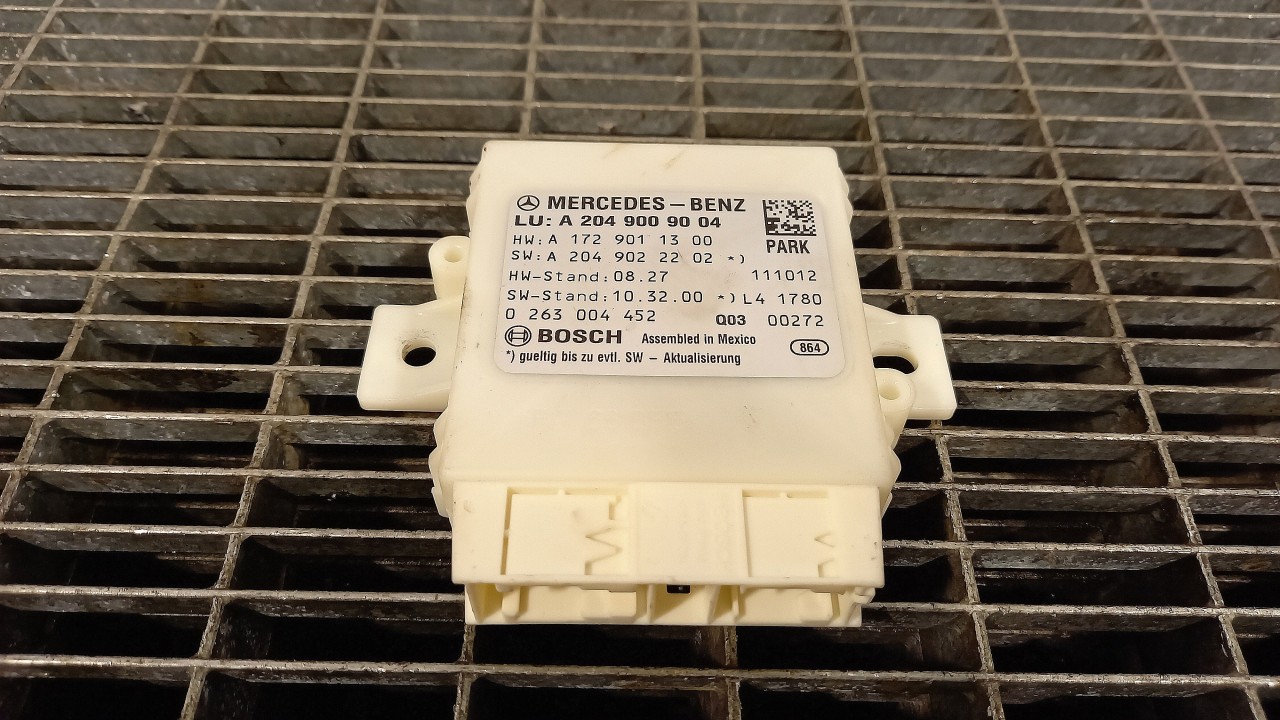 MERCEDES – BENZ
LU: A 204 900 90 04
HW: A 172 901 13 00 PARK
SW: A 204 902 22 02 *)
HW-Stand: 08.27 111012
SW-Stand: 10.32.00 *) L4 1780
0 263 004 452 Q03 00272
BOSCH Assembled in Mexico 864
*) gueltig bis zu evtl. SW – Aktualisierung